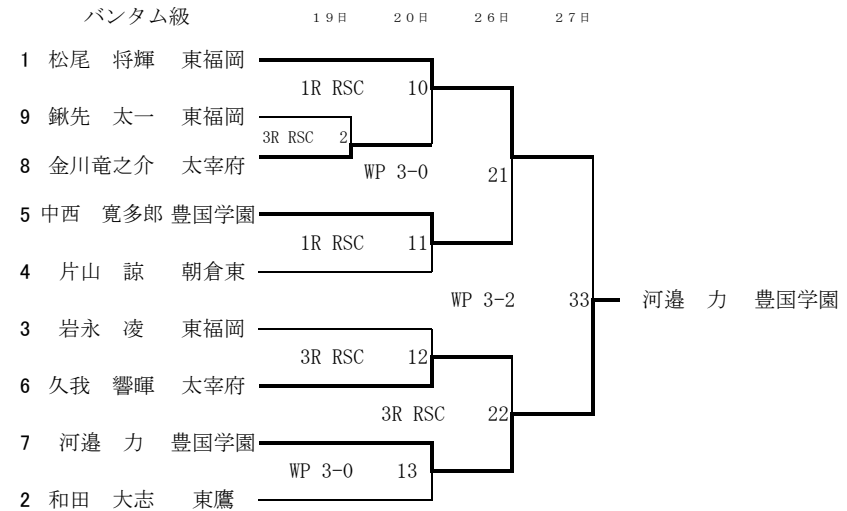 バンタム級 19日 20日 26日 27日
1 松尾 将輝 東福岡
1R RSC 10
9 鍬先 太一 東福岡
3R RSC 2
8 金川竜之介 太宰府
WP 3-0 21
5 中西 寛多郎 豊国学園
1R RSC 11
4 片山 諒 朝倉東
WP 3-2 33 河邉 力 豊国学園
3 岩永 凌 東福岡
3R RSC 12
6 久我 響暉 太宰府
3R RSC 22
7 河邉 力 豊国学園
WP 3-0 13
2 和田 大志 東鷹